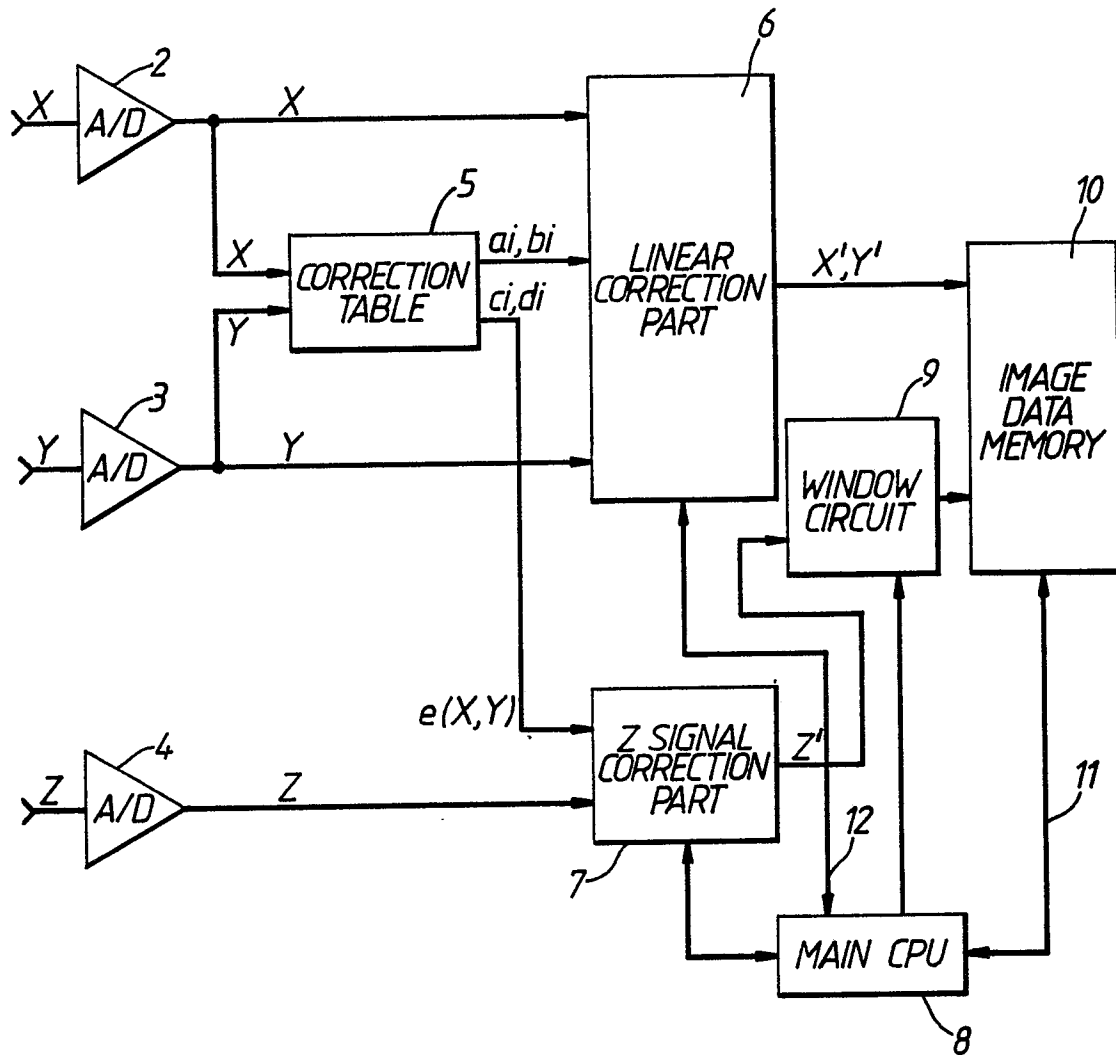 6
2
X
A/D
X
10
5
X
CORRECTION
TABLE
ai, bi
ci, di
LINEAR
CORRECTION
PART
X',Y'
Y
9
IMAGE
DATA
MEMORY
3
Y
A/D
Y
WINDOW
CIRCUIT
e(X,Y)
Z SIGNAL
CORRECTION
PART
Z'
4
Z
A/D
Z
11
12
7
MAIN CPU
8